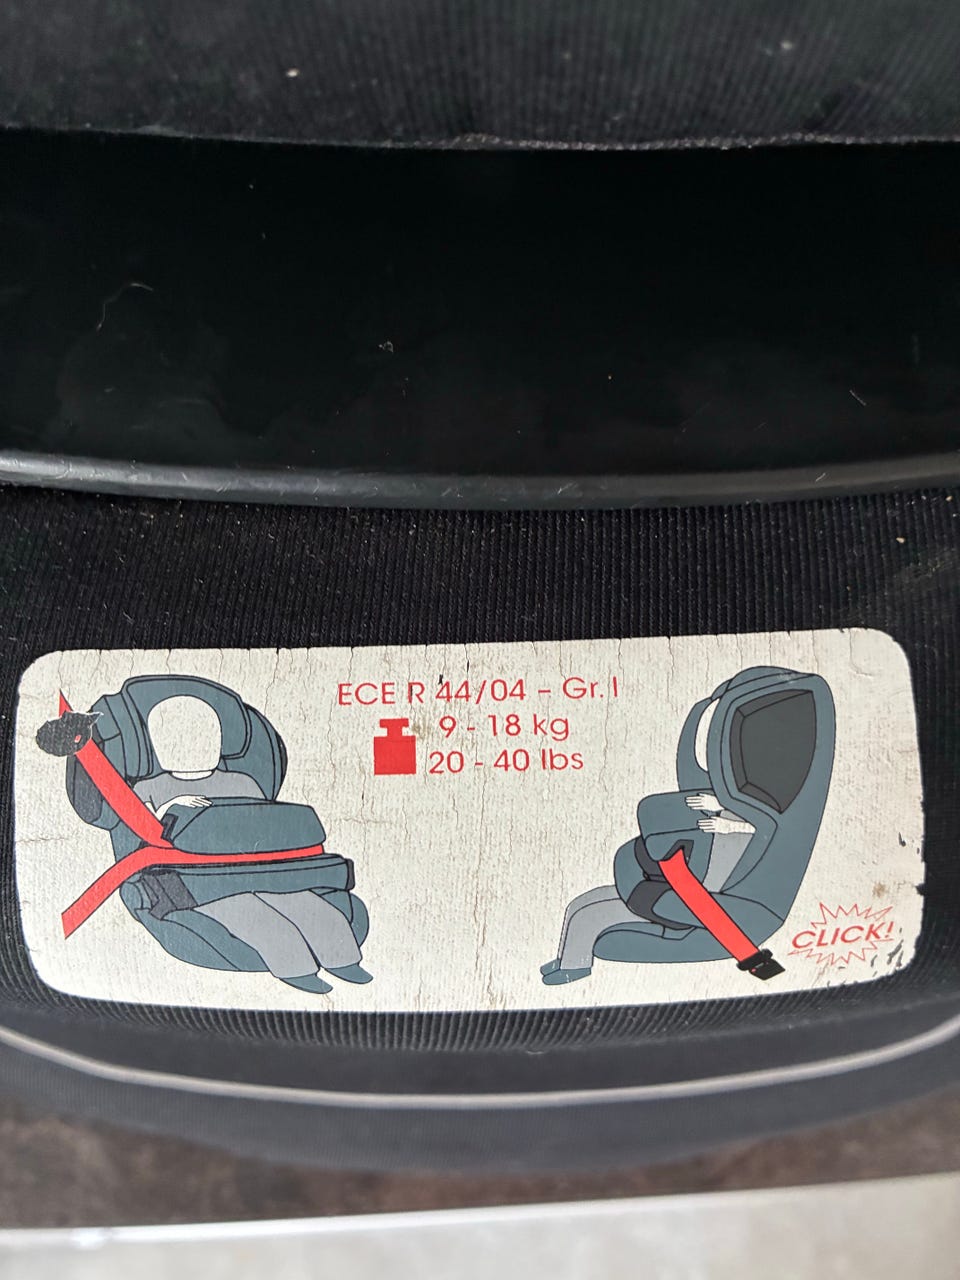 ECE R 44/04 - Gr. I
9 - 18 kg
20 - 40 lbs
CLICK!